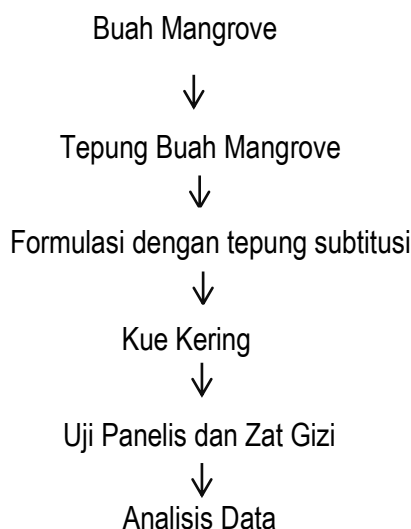 Buah Mangrove
Tepung Buah Mangrove
Formulasi dengan tepung subtitusi
Kue Kering
Uji Panelis dan Zat Gizi
Analisis Data